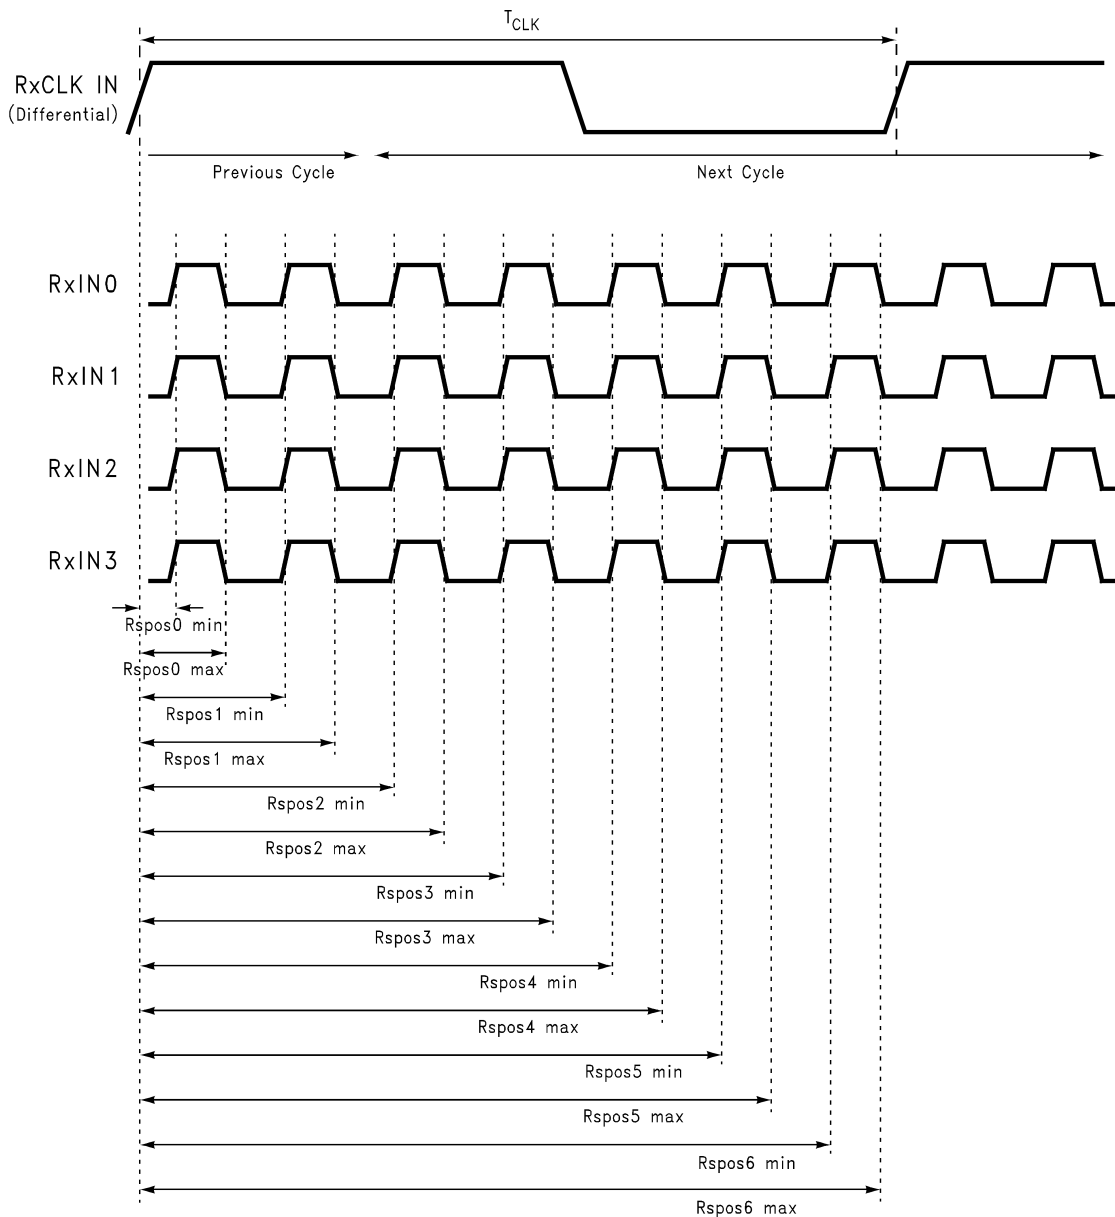 TCLK
RxCLK IN
(Differential)
Previous Cycle
Next Cycle
RxIN0
RxIN1
RxIN2
RxIN3
Rspos0 min
Rspos0 max
Rspos1 min
Rspos1 max
Rspos2 min
Rspos2 max
Rspos3 min
Rspos3 max
Rspos4 min
Rspos4 max
Rspos5 min
Rspos5 max
Rspos6 min
Rspos6 max